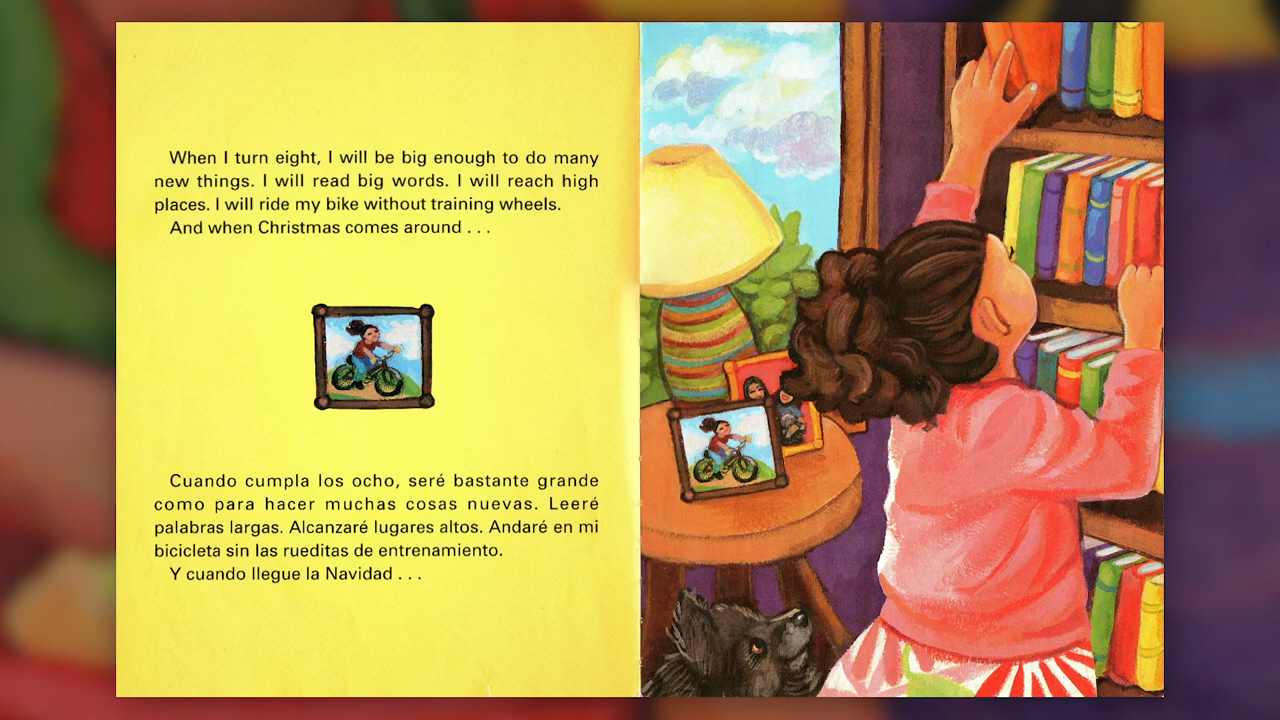 When I turn eight, I will be big enough to do many
new things. I will read big words. I will reach high
places. I will ride my bike without training wheels.
And when Christmas comes around . . .
Cuando cumpla los ocho, seré bastante grande
como para hacer muchas cosas nuevas. Leeré
palabras largas. Alcanzaré lugares altos. Andaré en mi
bicicleta sin las rueditas de entrenamiento.
Y cuando llegue la Navidad . . .